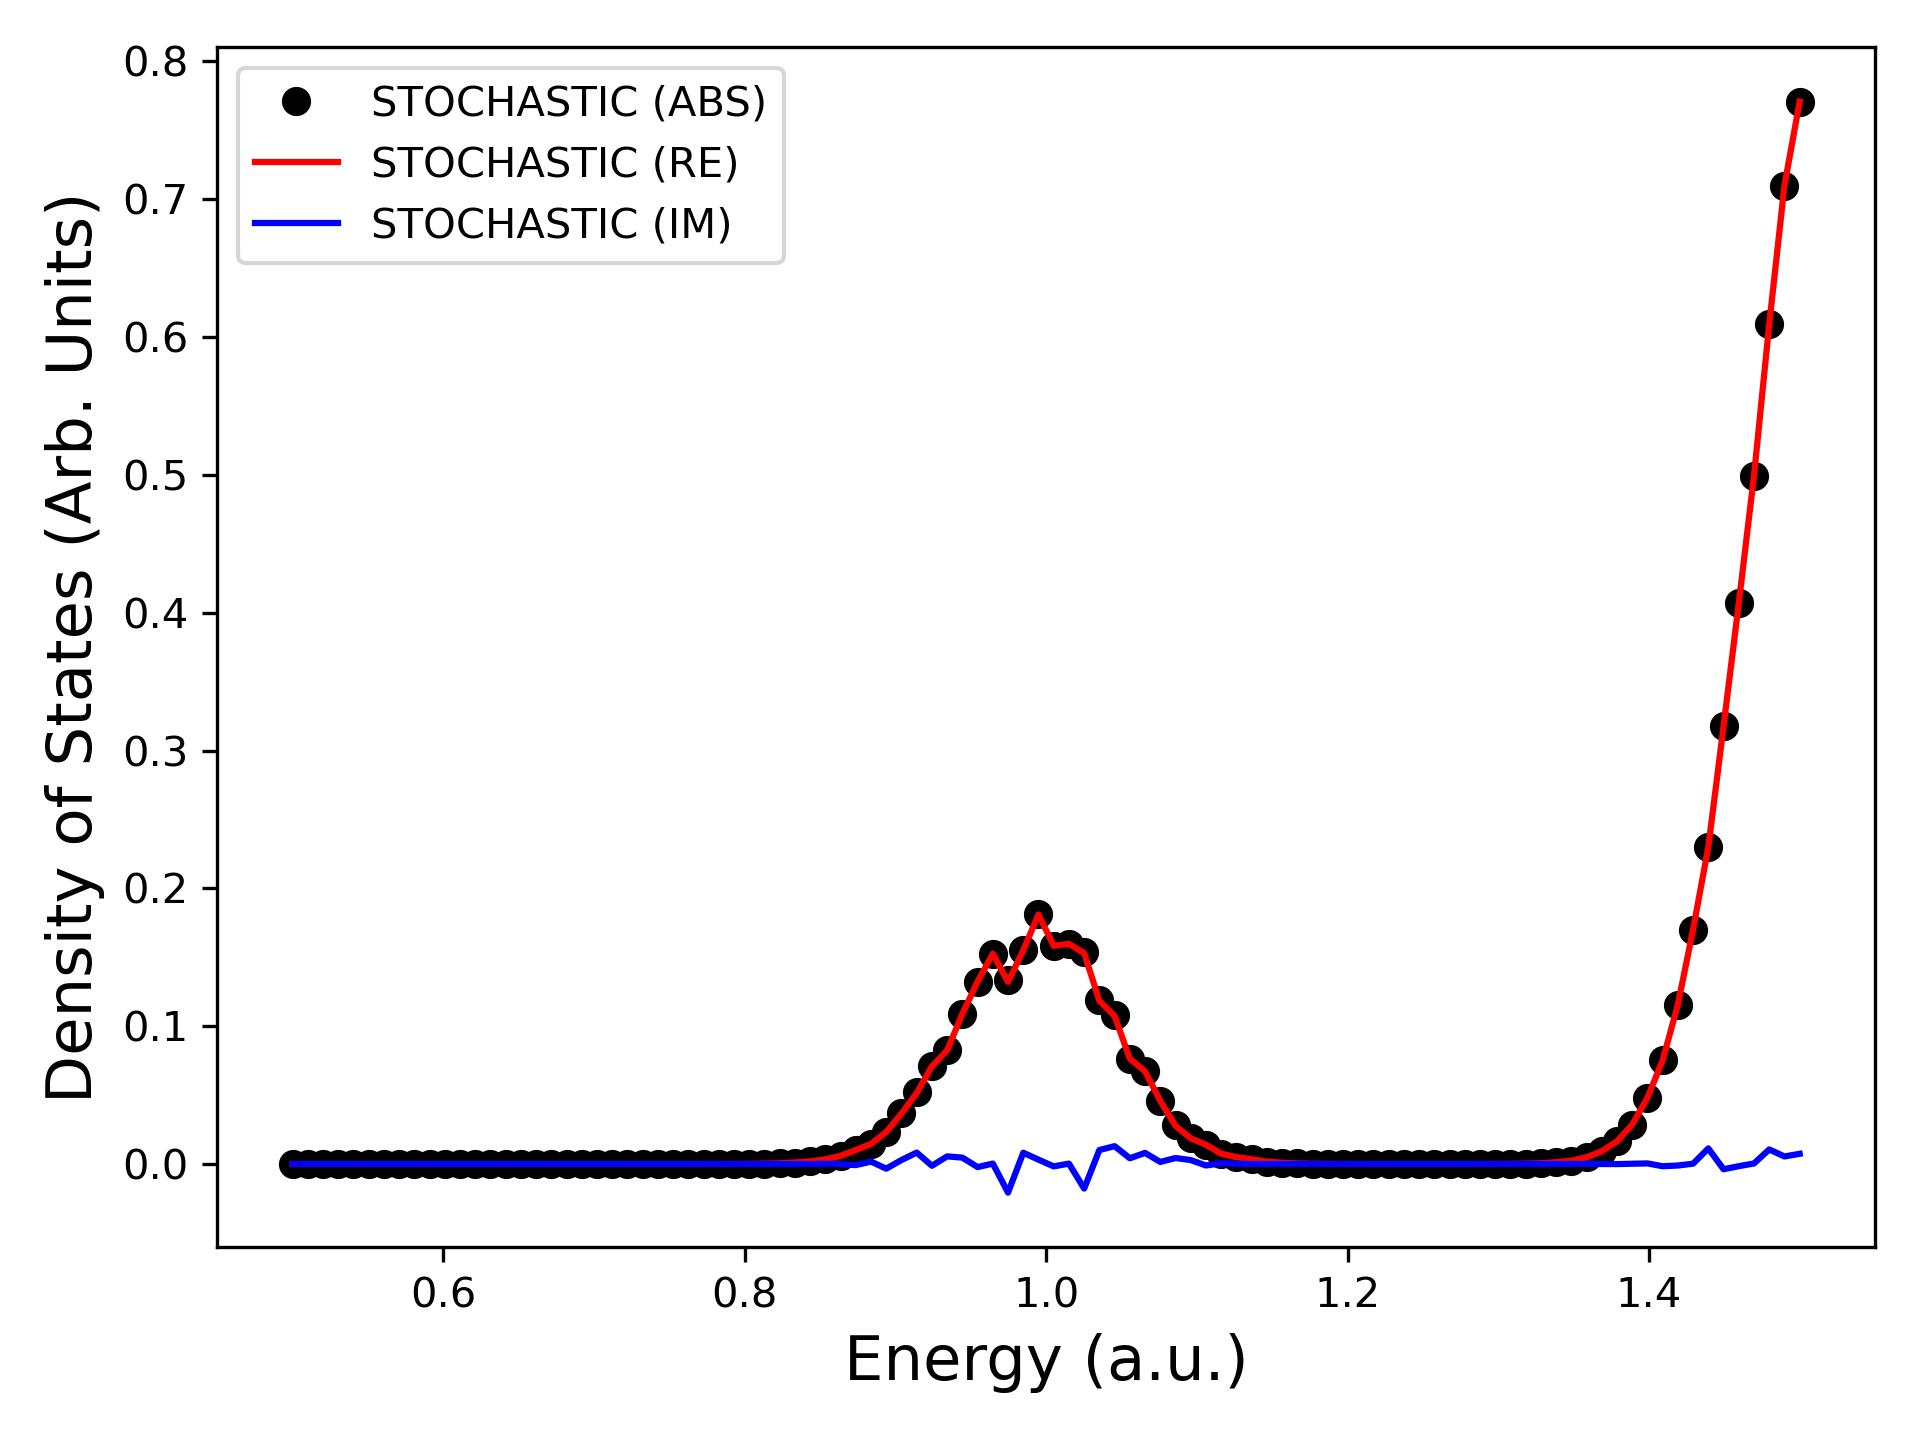 STOCHASTIC (ABS)
STOCHASTIC (RE)
STOCHASTIC (IM)
Density of States (Arb. Units)
0.8
0.7
0.6
0.5
0.4
0.3
0.2
0.1
0.0
0.6 0.8 1.0 1.2 1.4
Energy (a.u.)